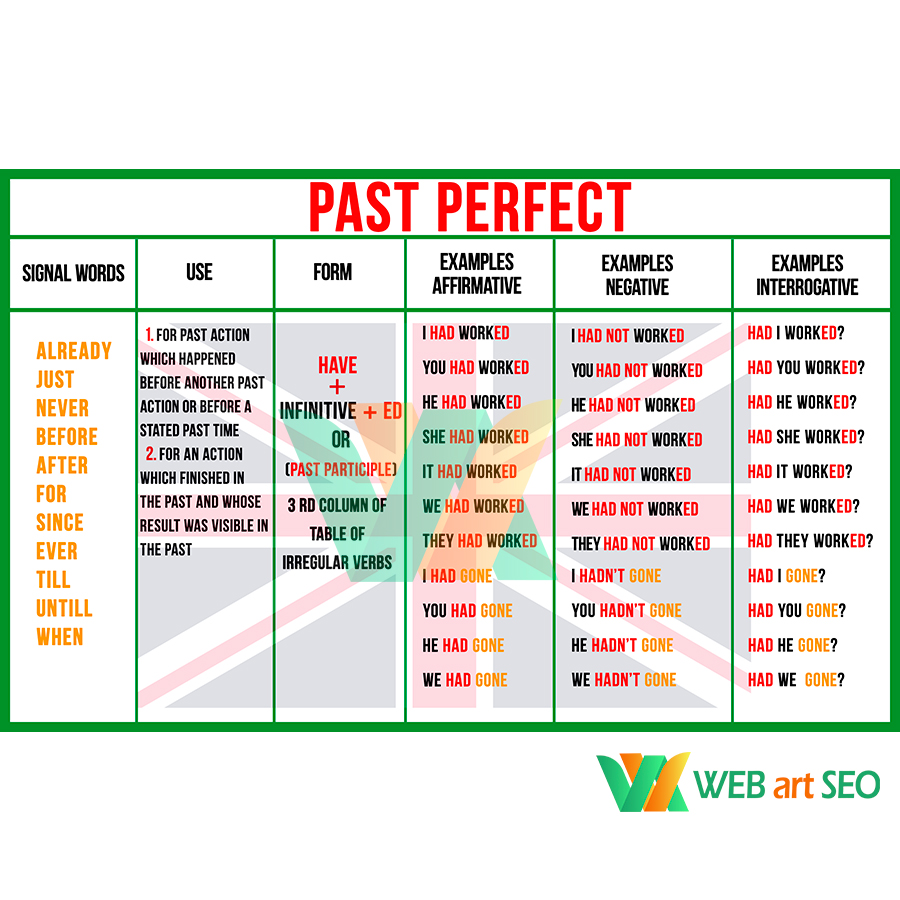 PAST PERFECT
SIGNAL WORDS
USE
FORM
EXAMPLES
AFFIRMATIVE
EXAMPLES
NEGATIVE
EXAMPLES
INTERROGATIVE
ALREADY
JUST
NEVER
BEFORE
AFTER
FOR
SINCE
EVER
TILL
UNTILL
WHEN
1. FOR PAST ACTION
WHICH HAPPENED
BEFORE ANOTHER PAST
ACTION OR BEFORE A
STATED PAST TIME
2. FOR AN ACTION
WHICH FINISHED IN
THE PAST AND WHOSE
RESULT WAS VISIBLE IN
THE PAST
HAVE
+
INFINITIVE + ED
OR
(PAST PARTICIPLE)
3 RD COLUMN OF
TABLE OF
IRREGULAR VERBS
I HAD WORKED
YOU HAD WORKED
HE HAD WORKED
SHE HAD WORKED
IT HAD WORKED
WE HAD WORKED
THEY HAD WORKED
I HAD GONE
YOU HAD GONE
HE HAD GONE
WE HAD GONE
I HAD NOT WORKED
YOU HAD NOT WORKED
HE HAD NOT WORKED
SHE HAD NOT WORKED
IT HAD NOT WORKED
WE HAD NOT WORKED
THEY HAD NOT WORKED
I HADN'T GONE
YOU HADN'T GONE
HE HADN'T GONE
WE HADN'T GONE
HAD I WORKED?
HAD YOU WORKED?
HAD HE WORKED?
HAD SHE WORKED?
HAD IT WORKED?
HAD WE WORKED?
HAD THEY WORKED?
HAD I GONE?
HAD YOU GONE?
HAD HE GONE?
HAD WE GONE?
WEB art SEO